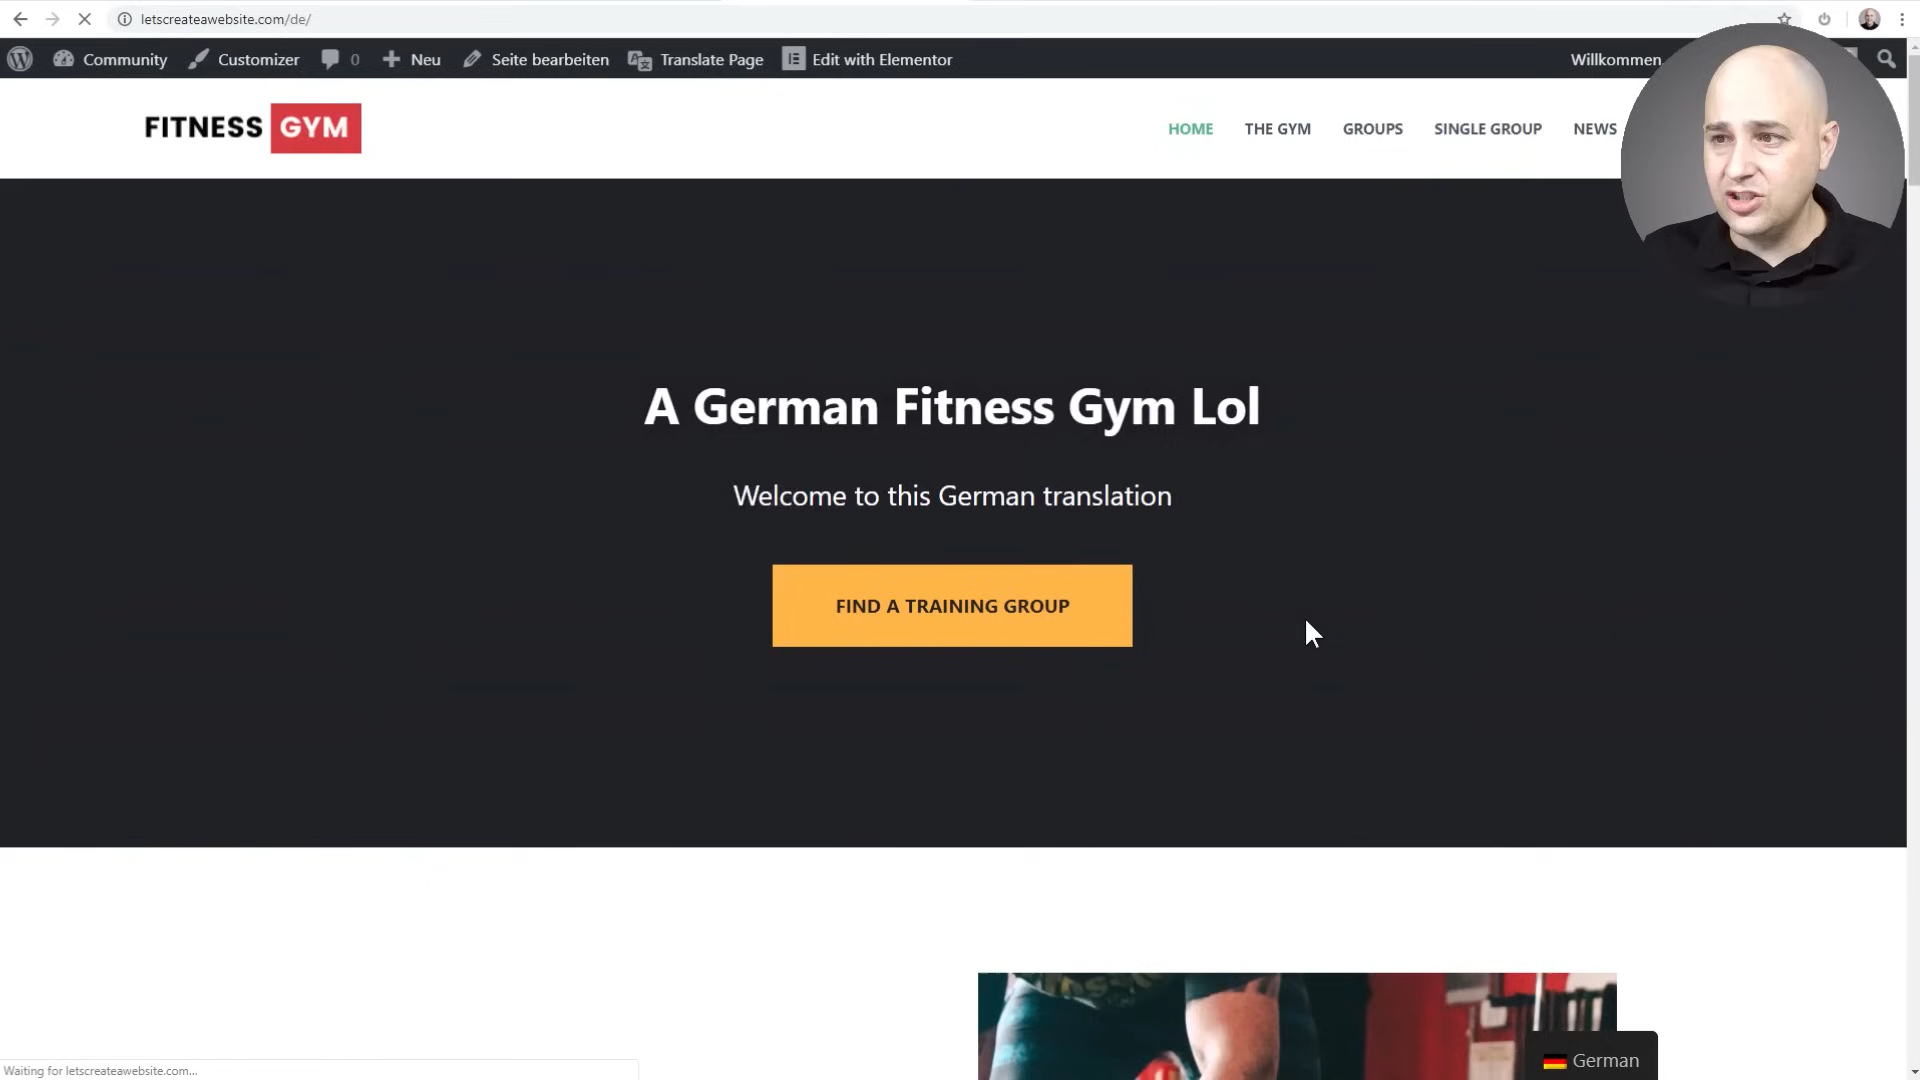 letscreateawebsite.com/de/
Community
Customizer
0
Neu
Seite bearbeiten
Translate Page
Edit with Elementor
Willkommen
FITNESS GYM
HOME
THE GYM
GROUPS
SINGLE GROUP
NEWS
A German Fitness Gym Lol
Welcome to this German translation
FIND A TRAINING GROUP
German
Waiting for letscreateawebsite.com...